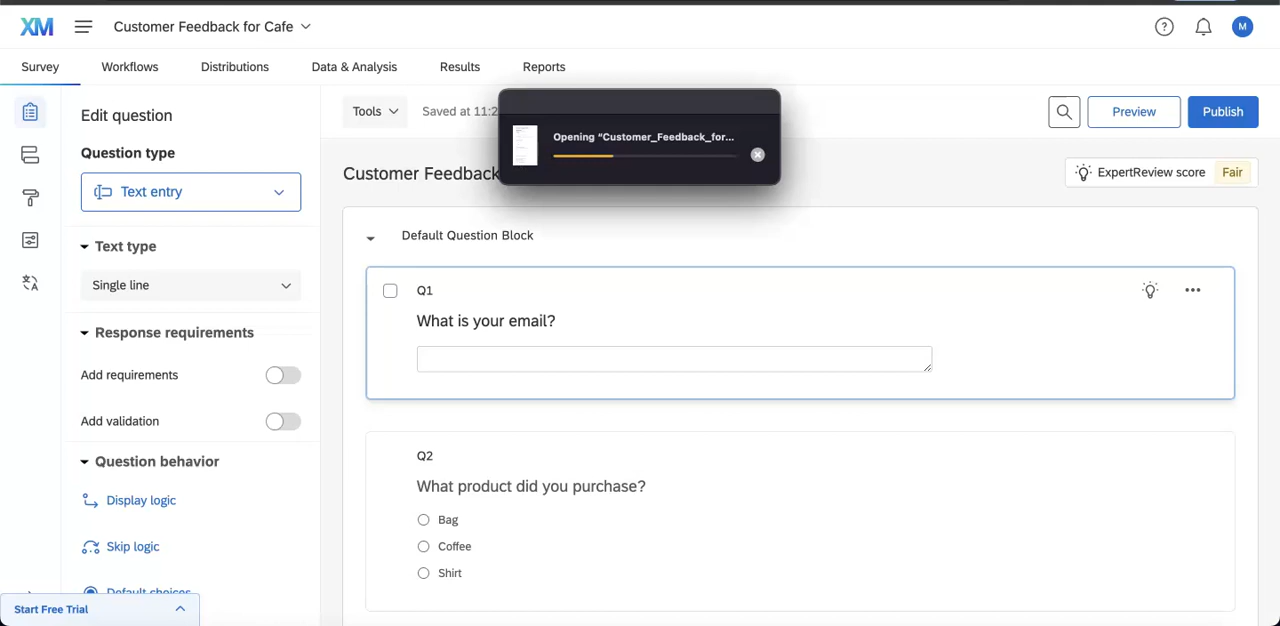 XM
Customer Feedback for Cafe
?
M
Survey
Workflows
Distributions
Data & Analysis
Results
Reports
Edit question
Question type
Text entry
Text type
Single line
Response requirements
Add requirements
Add validation
Question behavior
Display logic
Skip logic
Default choices
Start Free Trial
Tools
Saved at 11:2
Opening “Customer_Feedback_for...
Preview
Publish
Customer Feedback
ExpertReview score Fair
Default Question Block
Q1
What is your email?
Q2
What product did you purchase?
Bag
Coffee
Shirt